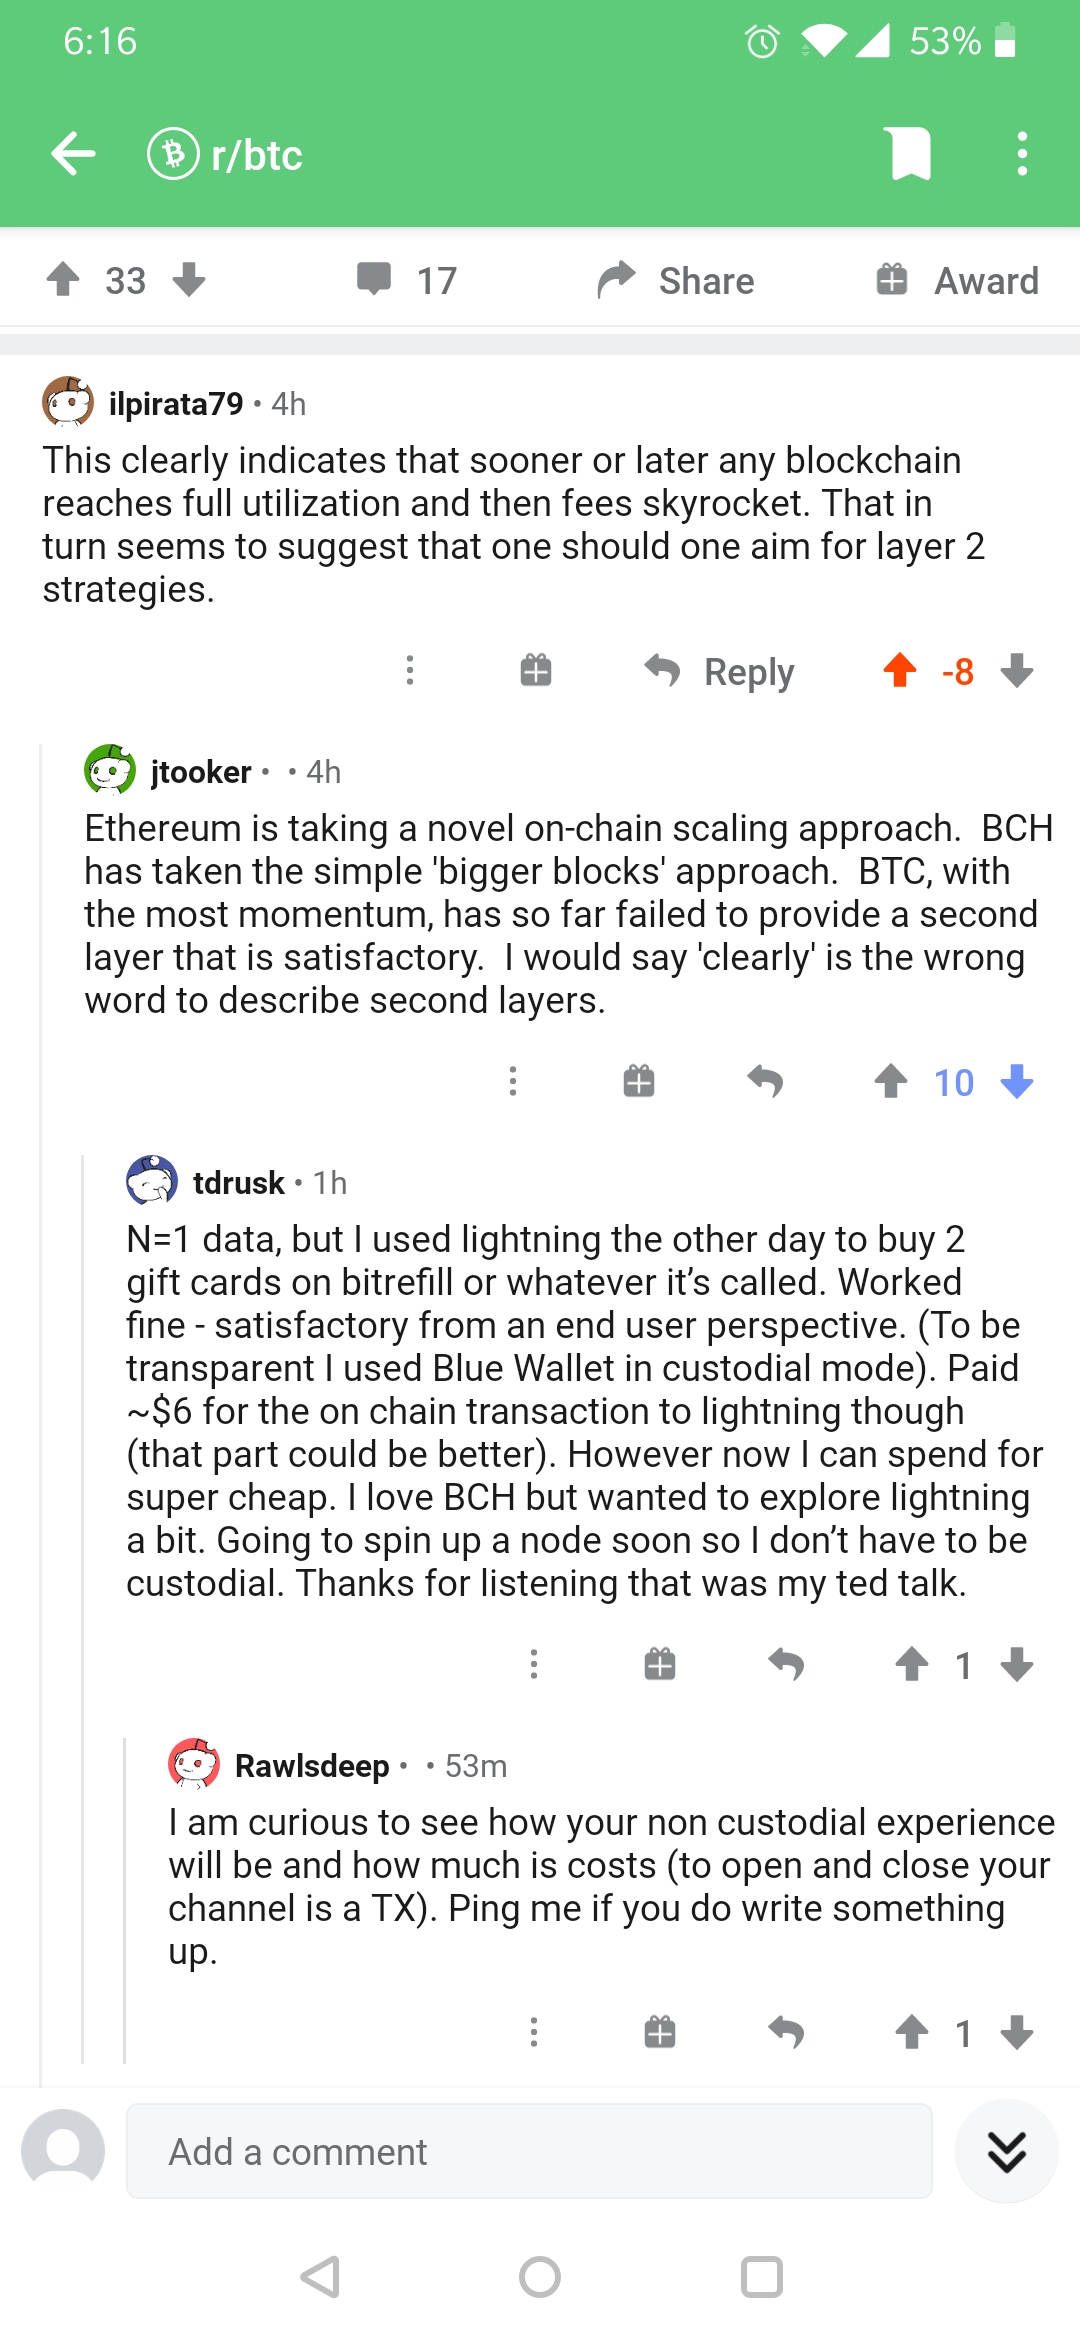 6:16
53%
r/btc
33
17
Share
Award
ilpirata79 • 4h
This clearly indicates that sooner or later any blockchain
reaches full utilization and then fees skyrocket. That in
turn seems to suggest that one should one aim for layer 2
strategies.
Reply
-8
jtooker • • 4h
Ethereum is taking a novel on-chain scaling approach.  BCH
has taken the simple 'bigger blocks' approach.  BTC, with
the most momentum, has so far failed to provide a second
layer that is satisfactory.  I would say 'clearly' is the wrong
word to describe second layers.
10
tdrusk • 1h
N=1 data, but I used lightning the other day to buy 2
gift cards on bitrefill or whatever it’s called. Worked
fine - satisfactory from an end user perspective. (To be
transparent I used Blue Wallet in custodial mode). Paid
~$6 for the on chain transaction to lightning though
(that part could be better). However now I can spend for
super cheap. I love BCH but wanted to explore lightning
a bit. Going to spin up a node soon so I don’t have to be
custodial. Thanks for listening that was my ted talk.
1
Rawlsdeep • • 53m
I am curious to see how your non custodial experience
will be and how much is costs (to open and close your
channel is a TX). Ping me if you do write something
up.
1
Add a comment